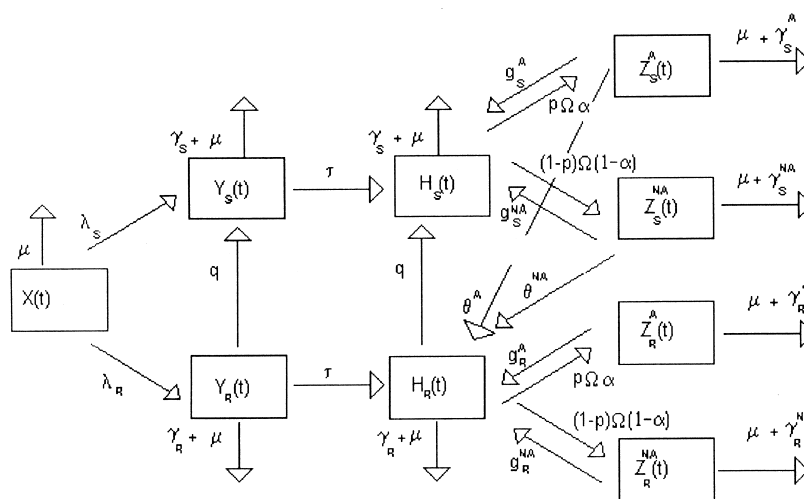 μ + γ_S^A
Z_S^A(t)
g_S^A
pΩα
γ_S + μ
γ_S + μ
(1-p)Ω(1-α)
μ + γ_S^NA
Y_S(t)
τ
H_S(t)
Z_S^NA(t)
g_S^NA
λ_S
μ
q
q
θ^A
θ^NA
X(t)
Z_R^A(t)
g_R^A
λ_R
Y_R(t)
τ
H_R(t)
pΩα
(1-p)Ω(1-α)
γ_R + μ
γ_R + μ
g_R^NA
Z_R^NA(t)